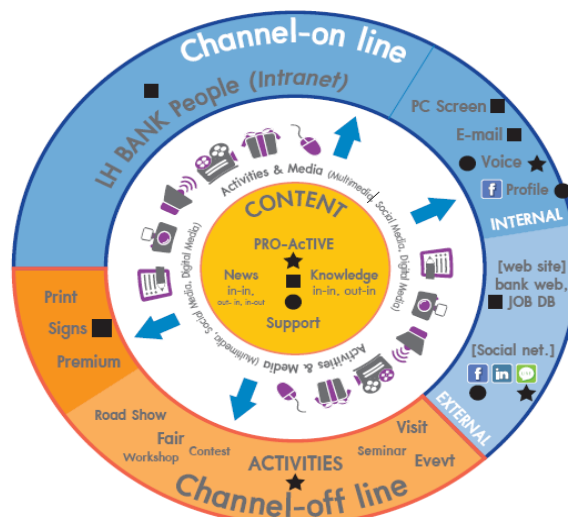 Channel-on line
LH BANK People (Intranet)
PC Screen
E-mail
Voice
f Profile
INTERNAL
[web site]
bank web,
JOB DB
[Social net.]
f in LINE
EXTERNAL
Activities & Media (Multimedia, Social Media, Digital Media)
CONTENT
PRO-AcTIVE
News
in-in,
out- in, in-out
Knowledge
in-in, out-in
Support
Activities & Media (Multimedia, Social Media, Digital Media)
Print
Signs
Premium
Road Show
Fair
Workshop
Contest
ACTIVITIES
Seminar
Visit
Evevt
Channel-off line